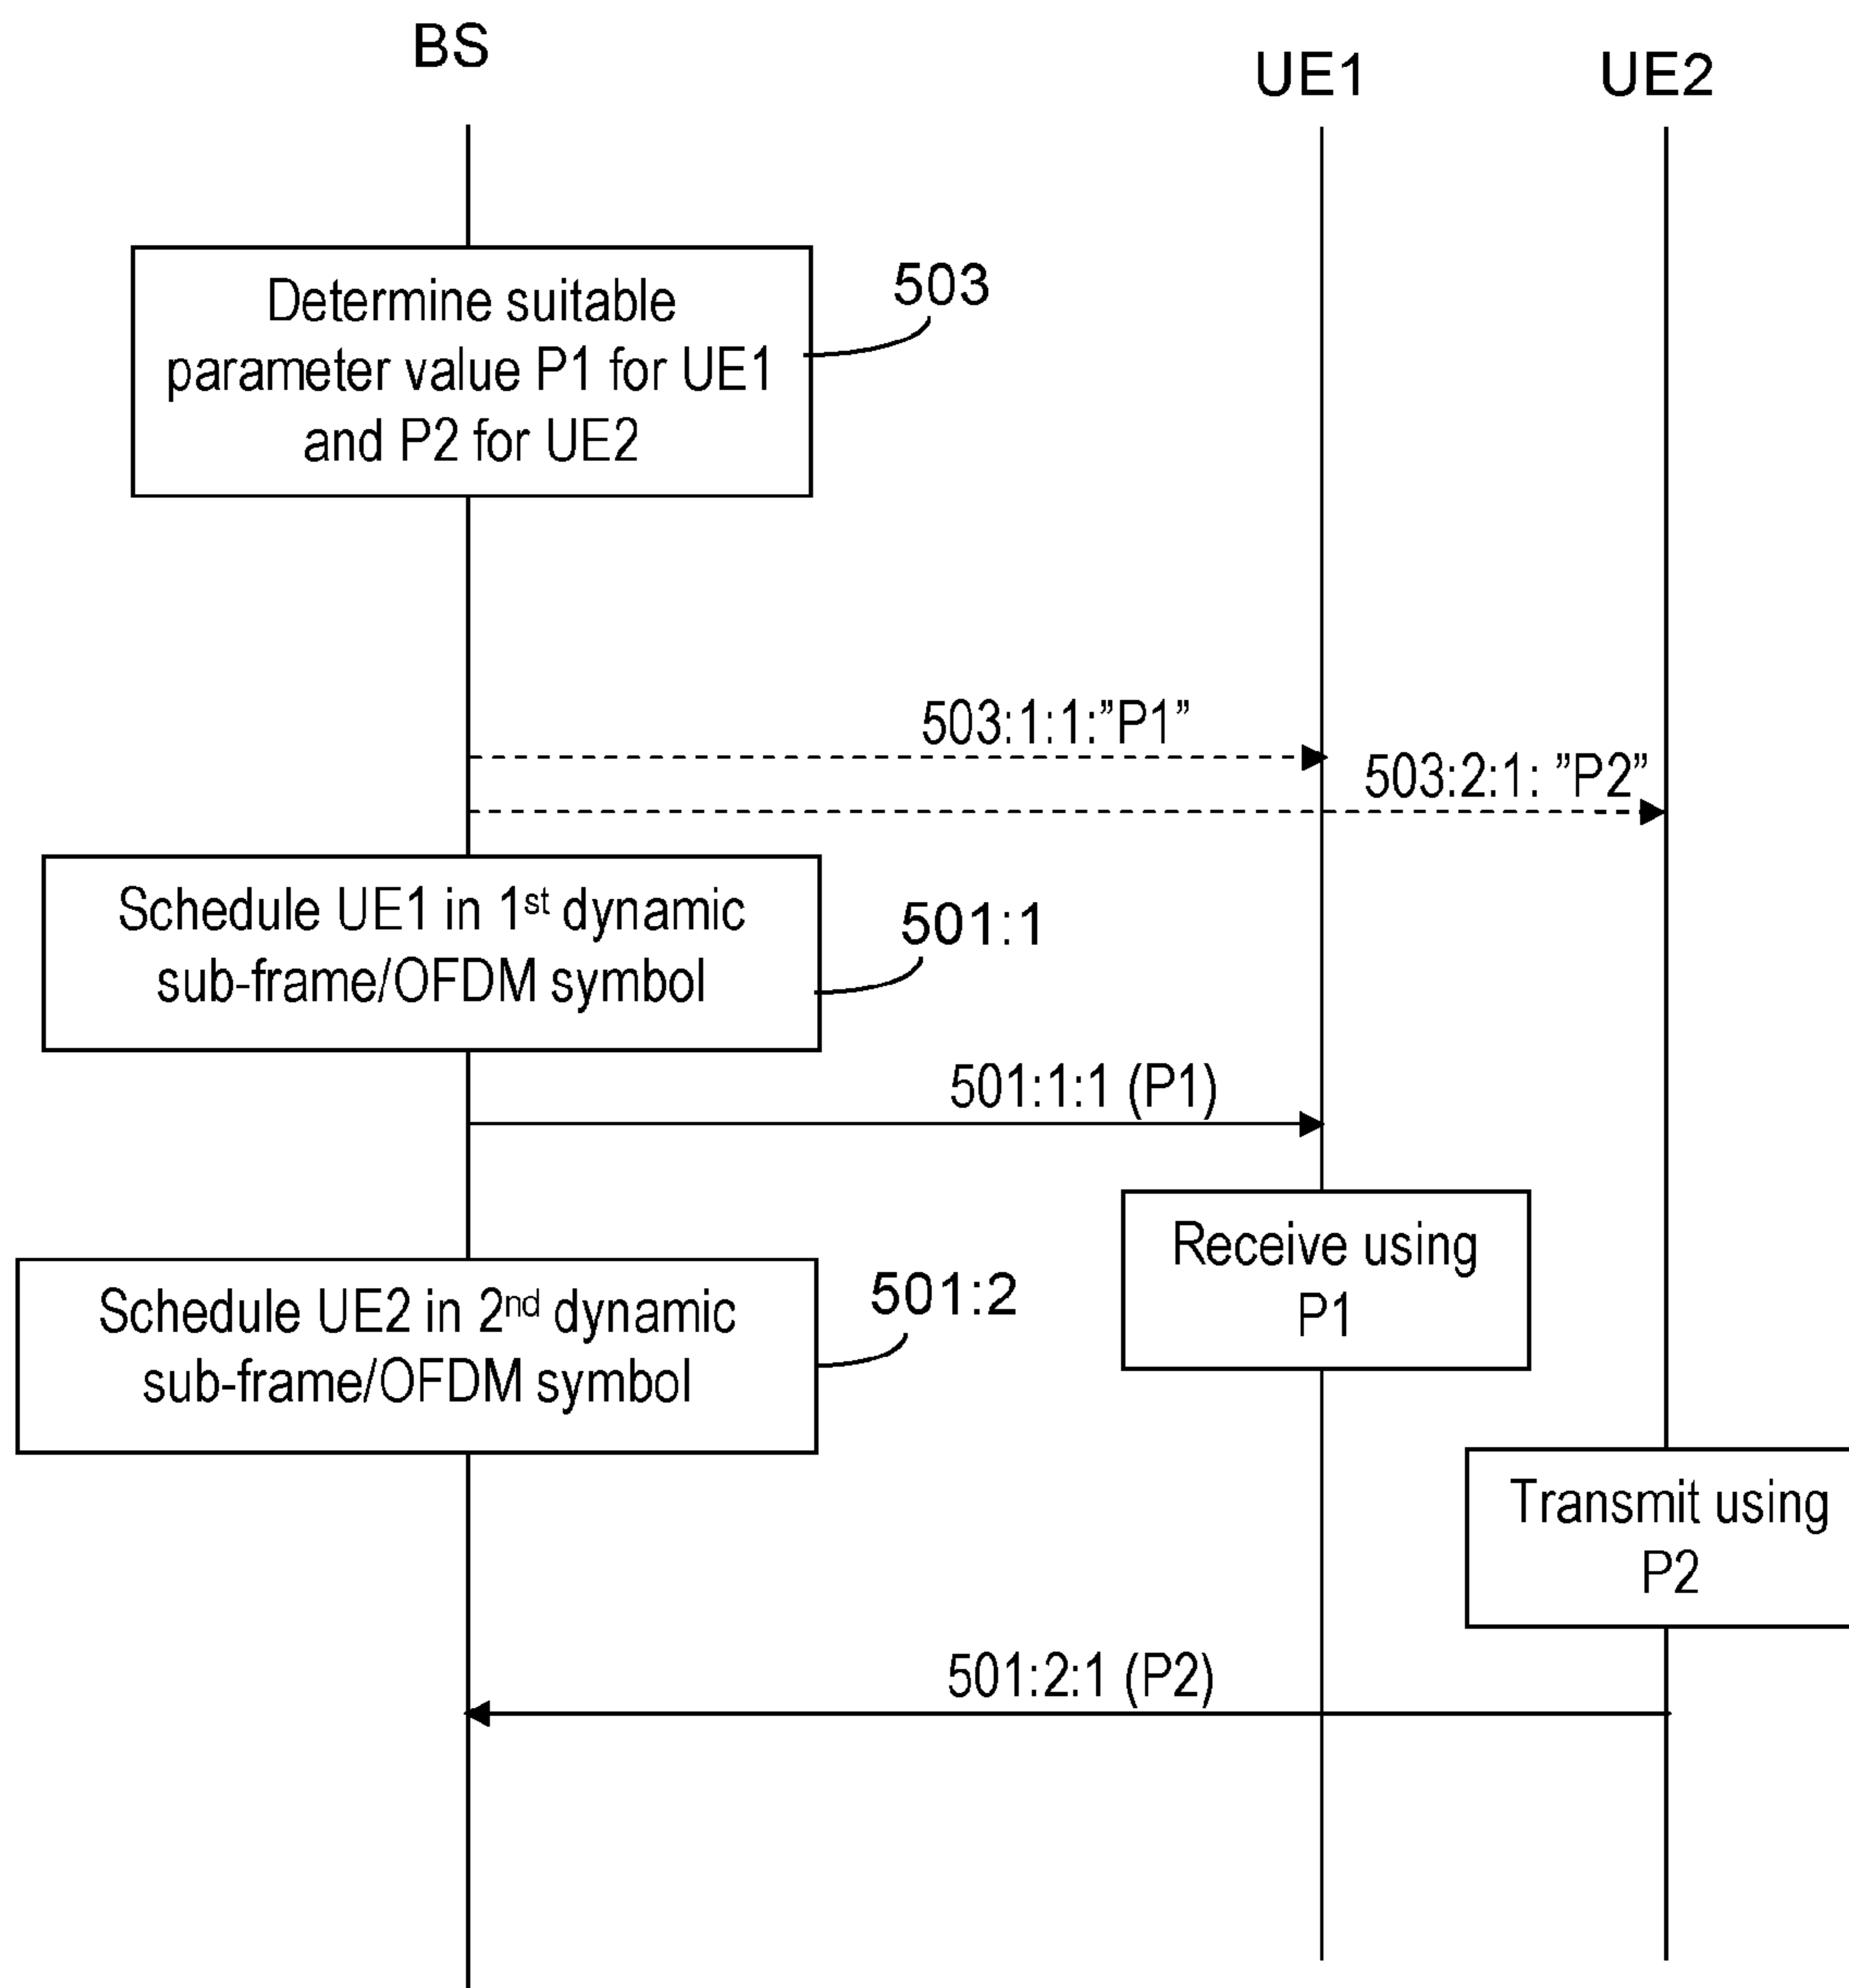 BS
UE1
UE2
Determine suitable
parameter value P1 for UE1
and P2 for UE2
503
503:1:1:”P1”
503:2:1: ”P2”
Schedule UE1 in 1st dynamic
sub-frame/OFDM symbol
501:1
501:1:1 (P1)
Receive using
P1
Schedule UE2 in 2nd dynamic
sub-frame/OFDM symbol
501:2
Transmit using
P2
501:2:1 (P2)